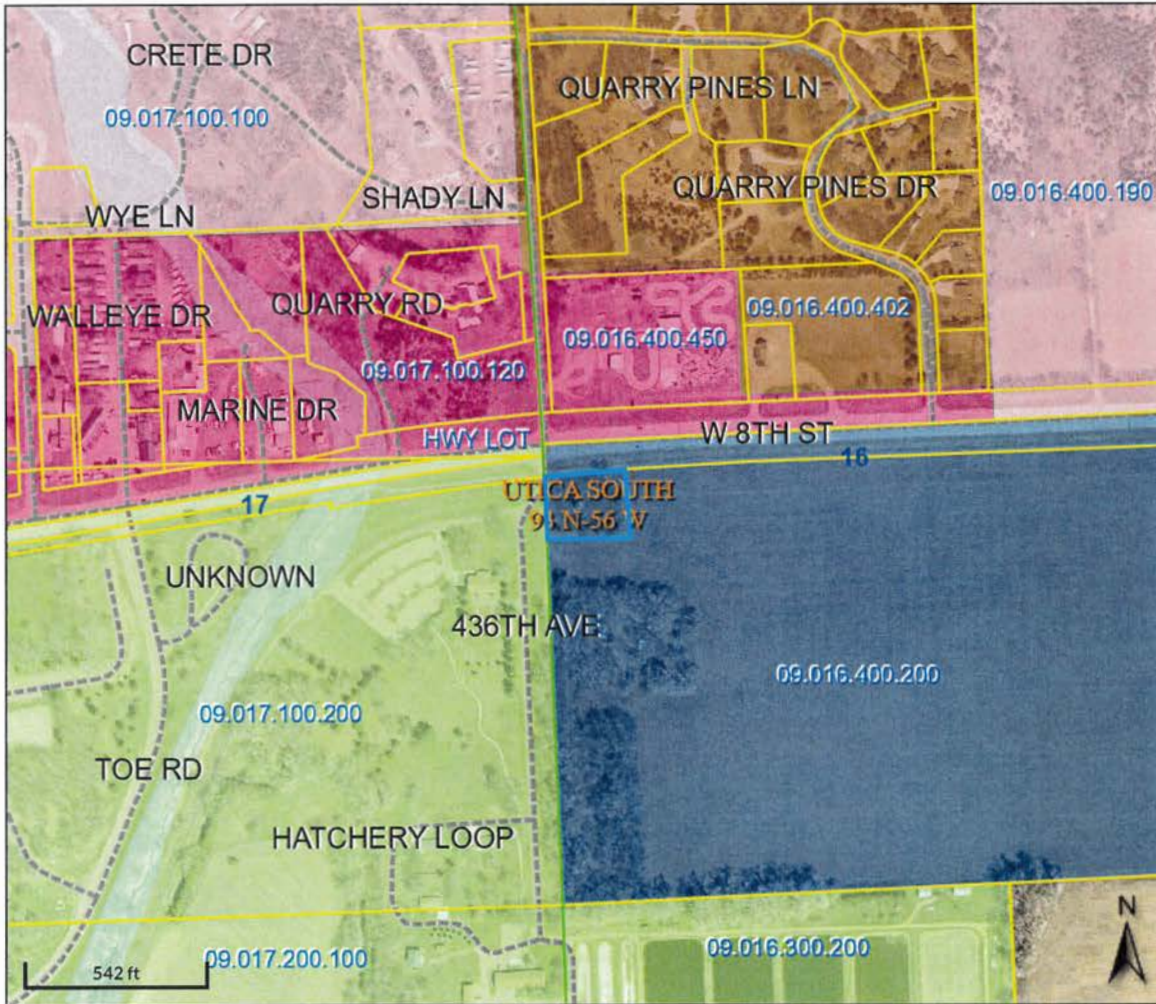 CRETE DR
09.017.100.100
QUARRY PINES LN
SHADY LN
QUARRY PINES DR
09.016.400.190
WYE LN
WALLEYE DR
QUARRY RD
09.016.400.402
09.016.400.450
09.017.100.120
MARINE DR
HWY LOT
W 8TH ST
16
UTICA SOUTH
17
UNKNOWN
436TH AVE
09.016.400.200
09.017.100.200
TOE RD
HATCHERY LOOP
N
09.016.300.200
09.017.200.100
542 ft